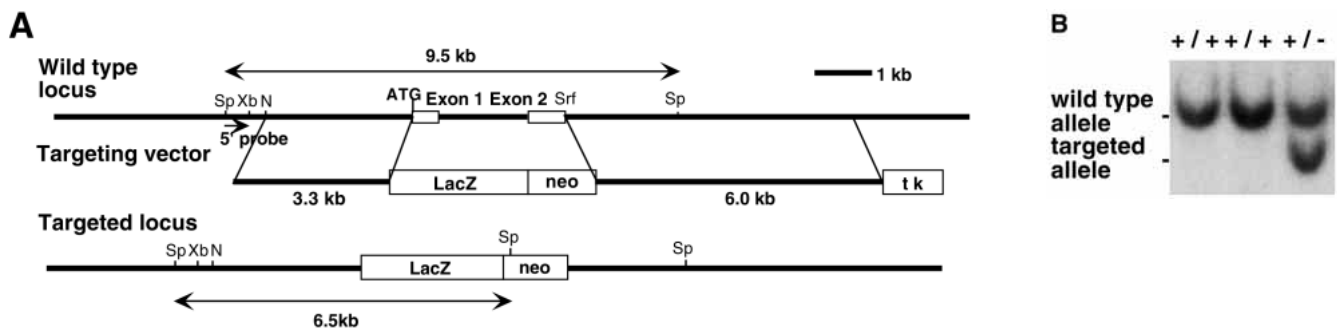 A
Wild type
locus
9.5 kb
1 kb
Sp Xb N
ATG
Exon 1 Exon 2
Srf
Sp
5' probe
Targeting vector
LacZ
neo
t k
3.3 kb
6.0 kb
Targeted locus
Sp Xb N
Sp
Sp
LacZ
neo
6.5kb
B
+ / + + / + + / -
wild type
allele
targeted
allele